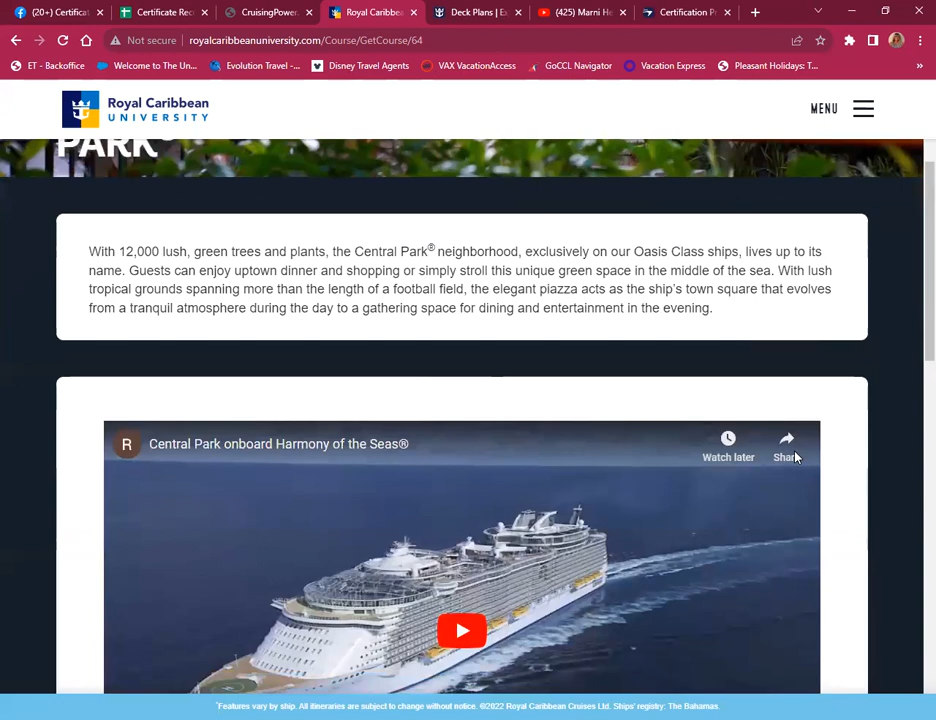 (20+) Certificat
Certificate Rec
CruisingPower.
Royal Caribbea
Deck Plans | Ex
(425) Marni He
Certification Pr
Not secure
royalcaribbeanuniversity.com/Course/GetCourse/64
ET - Backoffice
Welcome to The Un...
Evolution Travel -...
Disney Travel Agents
VAX VacationAccess
GoCCL Navigator
Vacation Express
Pleasant Holidays: T...
Royal Caribbean
UNIVERSITY
MENU
PARK®
With 12,000 lush, green trees and plants, the Central Park® neighborhood, exclusively on our Oasis Class ships, lives up to its
name. Guests can enjoy uptown dinner and shopping or simply stroll this unique green space in the middle of the sea. With lush
tropical grounds spanning more than the length of a football field, the elegant piazza acts as the ship's town square that evolves
from a tranquil atmosphere during the day to a gathering space for dining and entertainment in the evening.
R
Central Park onboard Harmony of the Seas®
Watch later
Share
*Features vary by ship. All itineraries are subject to change without notice. ©2022 Royal Caribbean Cruises Ltd. Ships' registry: The Bahamas.